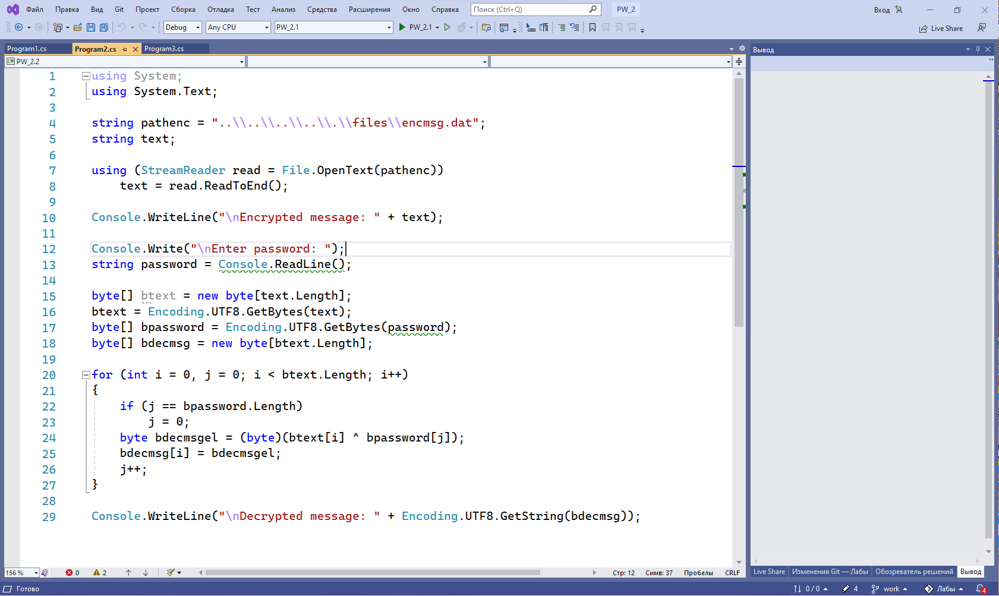 Файл Правка Вид Git Проект Сборка Отладка Тест Анализ Средства Расширения Окно Справка Поиск (Ctrl+Q) PW_2 Вход
Debug Any CPU PW_2.1 PW_2.1 Live Share
Program1.cs Program2.cs Program3.cs Вывод
C# PW_2.2
1 using System;
2 using System.Text;
3
4 string pathenc = "..\\..\\..\\..\\.\\files\\encmsg.dat";
5 string text;
6
7 using (StreamReader read = File.OpenText(pathenc))
8 text = read.ReadToEnd();
9
10 Console.WriteLine("\nEncrypted message: " + text);
11
12 Console.Write("\nEnter password: ");
13 string password = Console.ReadLine();
14
15 byte[] btext = new byte[text.Length];
16 btext = Encoding.UTF8.GetBytes(text);
17 byte[] bpassword = Encoding.UTF8.GetBytes(password);
18 byte[] bdecmsg = new byte[btext.Length];
19
20 for (int i = 0, j = 0; i < btext.Length; i++)
21 {
22 if (j == bpassword.Length)
23 j = 0;
24 byte bdecmsgel = (byte)(btext[i] ^ bpassword[j]);
25 bdecmsg[i] = bdecmsgel;
26 j++;
27 }
28
29 Console.WriteLine("\nDecrypted message: " + Encoding.UTF8.GetString(bdecmsg));
156 % 0 2 Стр: 12 Симв: 37 Пробелы CRLF Live Share Изменения Git — Лабы Обозреватель решений Вывод
Готово 0 / 0 4 work Лабы 4